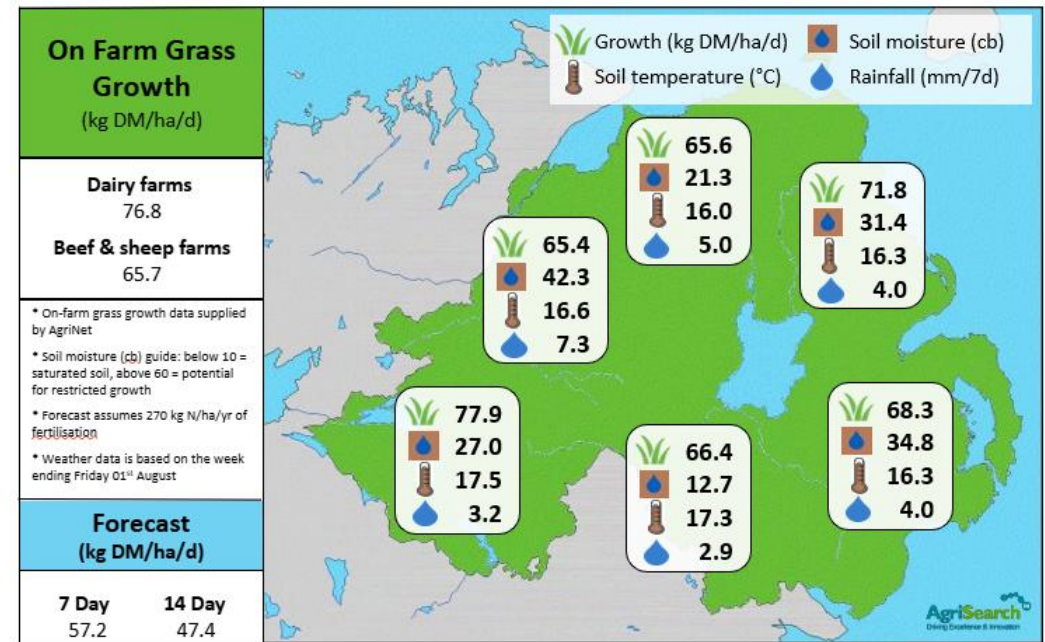 On Farm Grass
Growth
(kg DM/ha/d)
Dairy farms
76.8
Beef & sheep farms
65.7
* On-farm grass growth data supplied
by AgriNet
* Soil moisture (cb) guide: below 10 =
saturated soil, above 60 = potential
for restricted growth
* Forecast assumes 270 kg N/ha/yr of
fertilisation
* Weather data is based on the week
ending Friday 01st August
Forecast
(kg DM/ha/d)
7 Day 14 Day
57.2 47.4
Growth (kg DM/ha/d) Soil moisture (cb)
Soil temperature (°C) Rainfall (mm/7d)
65.6
21.3
16.0
5.0
71.8
31.4
16.3
4.0
65.4
42.3
16.6
7.3
77.9
27.0
17.5
3.2
66.4
12.7
17.3
2.9
68.3
34.8
16.3
4.0
AgriSearch
Driving Excellence & Innovation